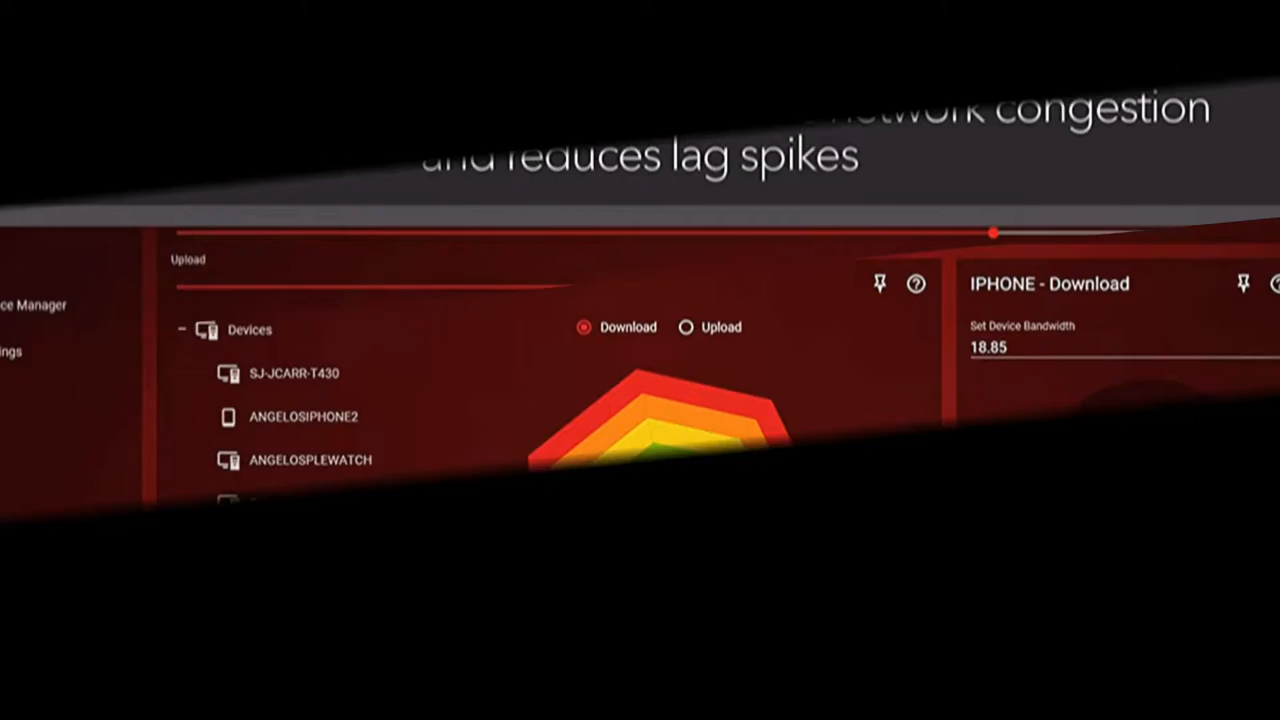 network congestion
and reduces lag spikes
Upload
IPHONE - Download
ce Manager
Set Device Bandwidth
Devices
Download
Upload
18.85
ings
SJ-JCARR-T430
ANGELOSIPHONE2
ANGELOSPLEWATCH